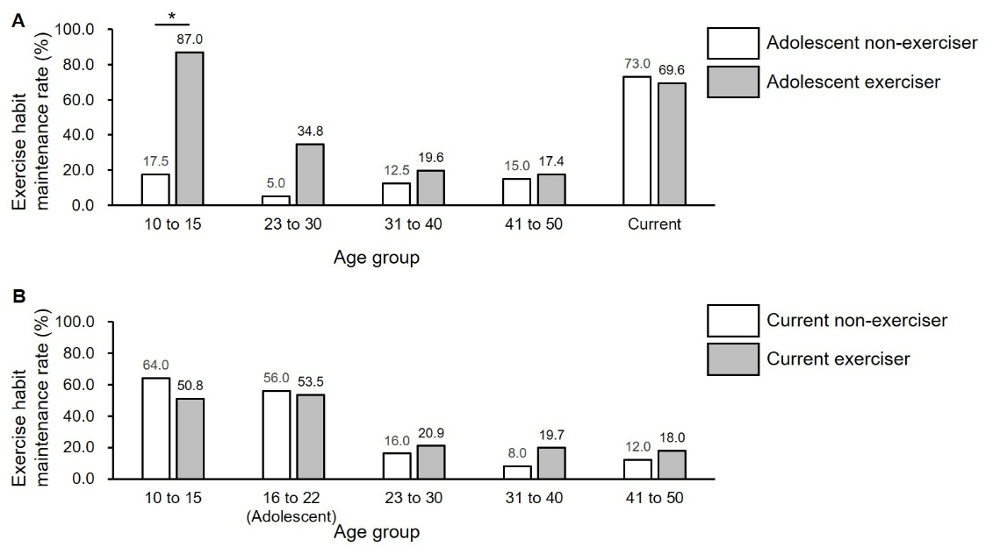 A
Exercise habit
maintenance rate (%)
100.0
80.0
60.0
40.0
20.0
0.0
*
17.5
87.0
5.0
34.8
12.5
19.6
15.0
17.4
73.0
69.6
10 to 15
23 to 30
31 to 40
41 to 50
Current
Age group
Adolescent non-exerciser
Adolescent exerciser
B
Exercise habit
maintenance rate (%)
100.0
80.0
60.0
40.0
20.0
0.0
64.0
50.8
56.0
53.5
16.0
20.9
8.0
19.7
12.0
18.0
10 to 15
16 to 22
(Adolescent)
23 to 30
31 to 40
41 to 50
Age group
Current non-exerciser
Current exerciser